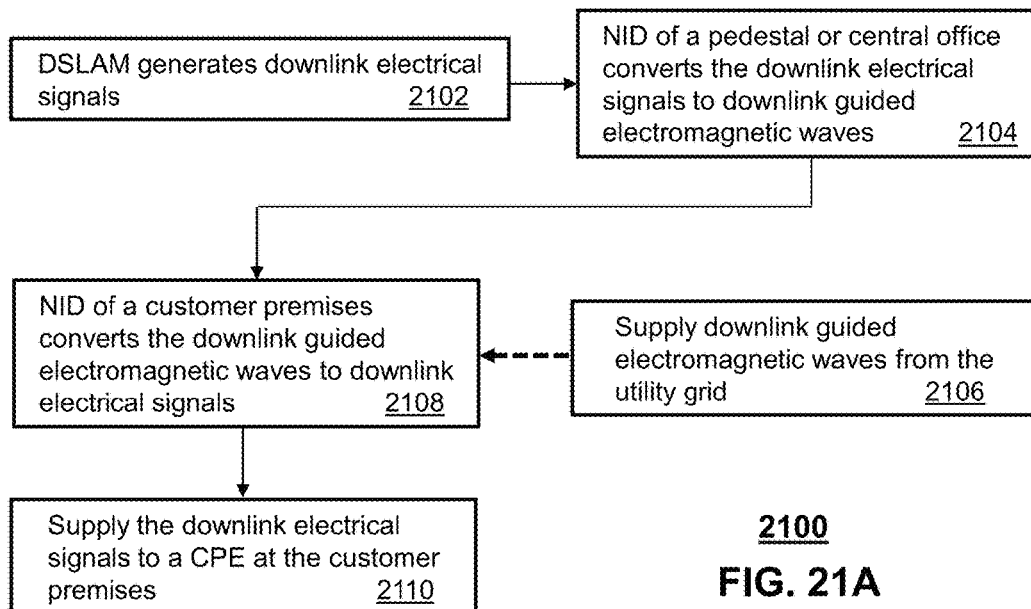 DSLAM generates downlink electrical
signals 2102
NID of a pedestal or central office
converts the downlink electrical
signals to downlink guided
electromagnetic waves 2104
NID of a customer premises
converts the downlink guided
electromagnetic waves to downlink
electrical signals 2108
Supply downlink guided
electromagnetic waves from the
utility grid 2106
Supply the downlink electrical
signals to a CPE at the customer
premises 2110
2100
FIG. 21A